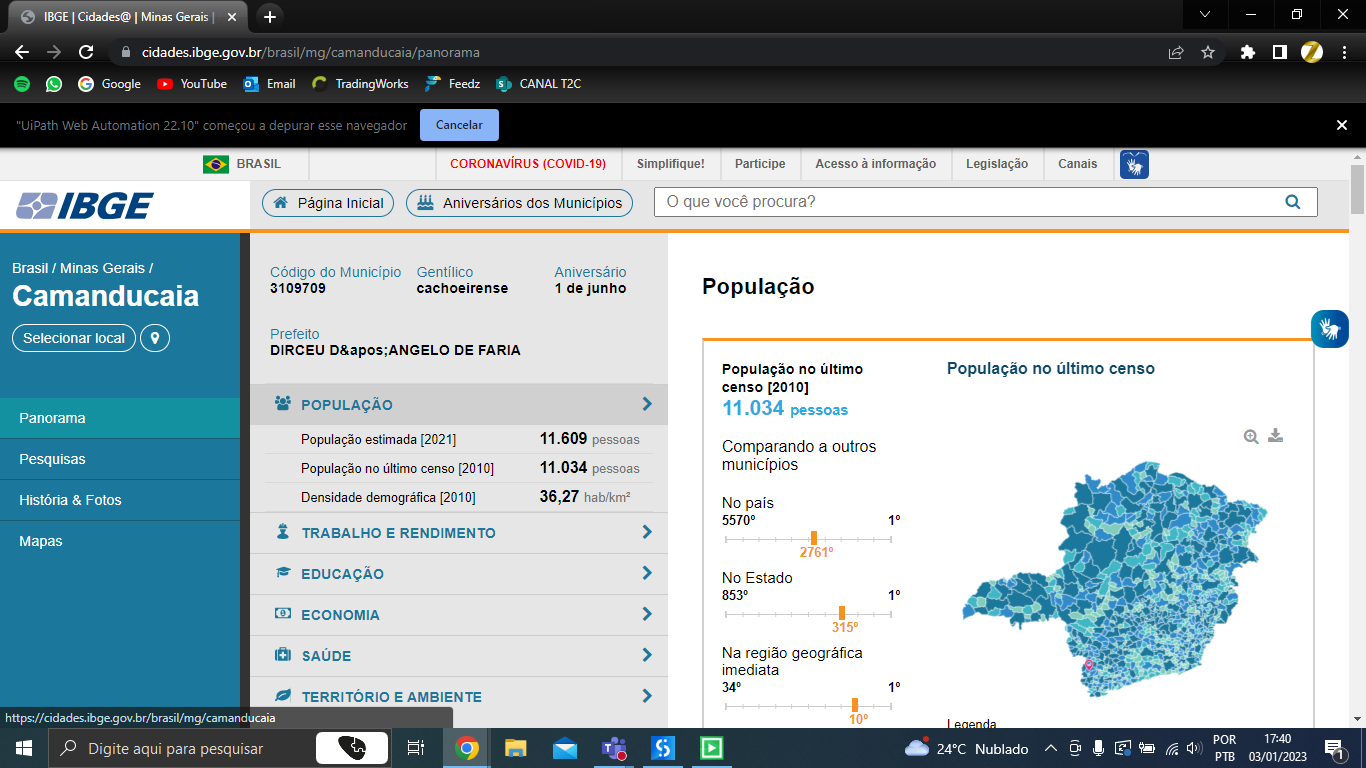 IBGE | Cidades@ | Minas Gerais |
cidades.ibge.gov.br/brasil/mg/camanducaia/panorama
Google YouTube Email TradingWorks Feedz CANAL T2C
"UiPath Web Automation 22.10" começou a depurar esse navegador Cancelar
BRASIL CORONAVÍRUS (COVID-19) Simplifique! Participe Acesso à informação Legislação Canais
IBGE Página Inicial Aniversários dos Municípios O que você procura?
Brasil / Minas Gerais /
Camanducaia
Selecionar local
Panorama
Pesquisas
História & Fotos
Mapas
Código do Município Gentílico Aniversário
3109709 cachoeirense 1 de junho
Prefeito
DIRCEU D&apos;ANGELO DE FARIA
POPULAÇÃO
População estimada [2021] 11.609 pessoas
População no último censo [2010] 11.034 pessoas
Densidade demográfica [2010] 36,27 hab/km²
TRABALHO E RENDIMENTO
EDUCAÇÃO
ECONOMIA
SAÚDE
TERRITÓRIO E AMBIENTE
População
População no último
censo [2010]
11.034 pessoas
Comparando a outros
municípios
No país
5570º 1º
2761º
No Estado
853º 1º
315º
Na região geográfica
imediata
34º 1º
10º
População no último censo
Legenda
https://cidades.ibge.gov.br/brasil/mg/camanducaia
Digite aqui para pesquisar
24°C Nublado
POR
PTB
17:40
03/01/2023
1